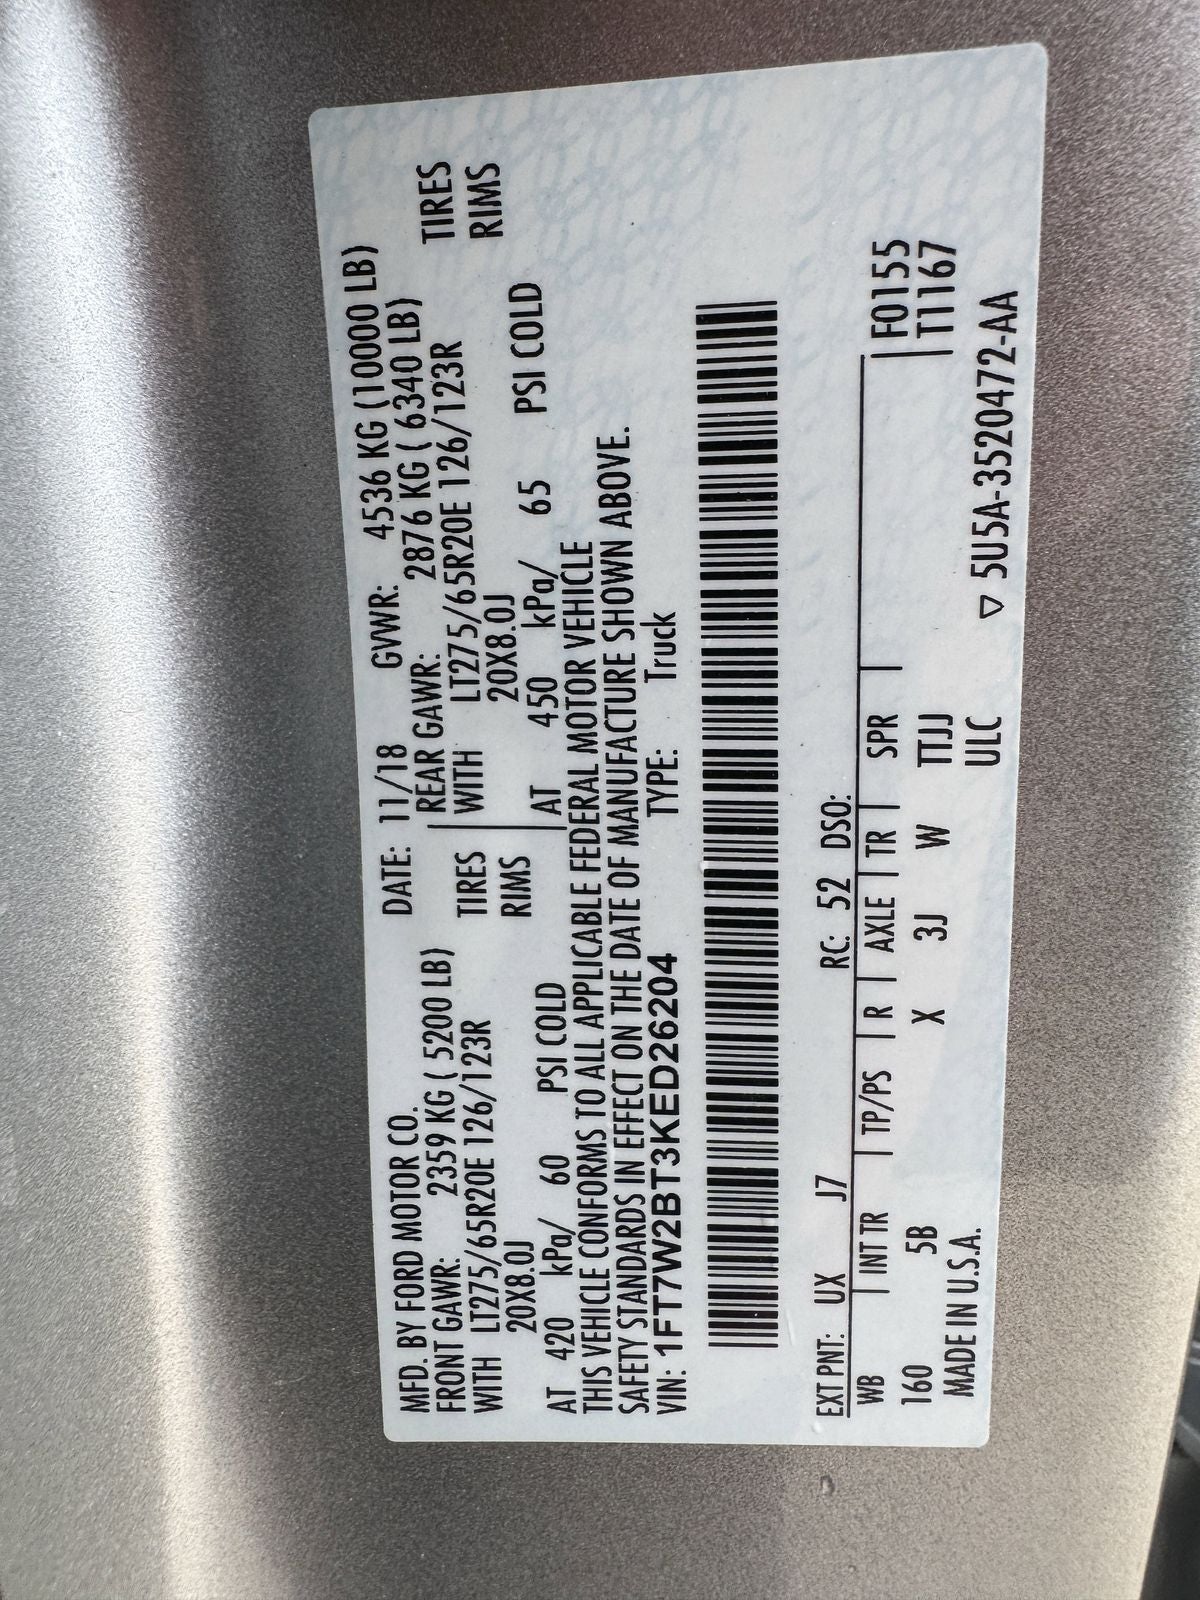 MFD. BY FORD MOTOR CO. DATE: 11/18 GVWR: 4536 KG (10000 LB)
FRONT GAWR: 2359 KG ( 5200 LB) REAR GAWR: 2876 KG ( 6340 LB)
WITH LT275/65R20E 126/123R TIRES WITH LT275/65R20E 126/123R TIRES
20X8.0J RIMS 20X8.0J RIMS
AT 420 kPa/ 60 PSI COLD AT 450 kPa/ 65 PSI COLD
THIS VEHICLE CONFORMS TO ALL APPLICABLE FEDERAL MOTOR VEHICLE
SAFETY STANDARDS IN EFFECT ON THE DATE OF MANUFACTURE SHOWN ABOVE.
VIN: 1FT7W2BT3KED26204 TYPE: Truck
EXT PNT: UX J7 RC: 52 DSO:
WB INT TR TP/PS R AXLE TR SPR F0155
160 5B X 3J W TTJJ T1167
MADE IN U.S.A. ULC
▽ 5U5A-3520472-AA